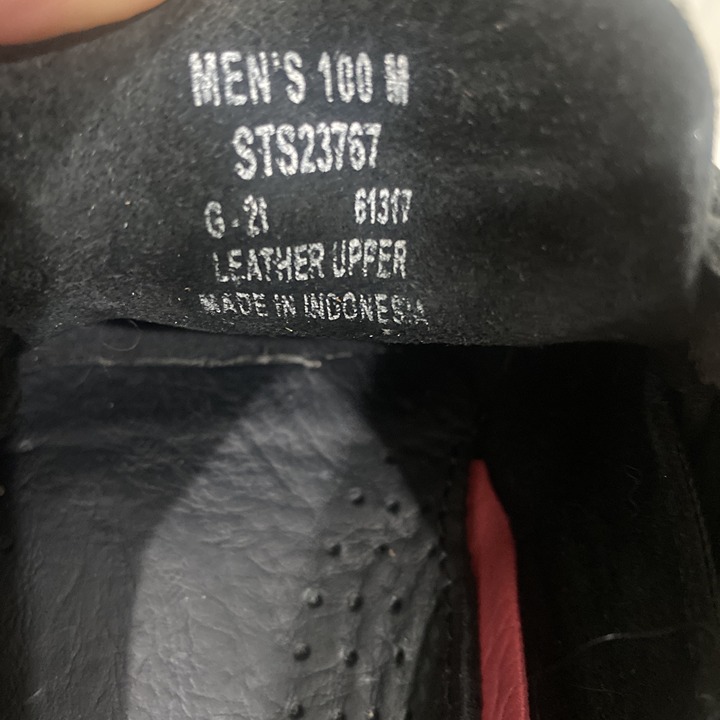 MEN'S 100 M
STS23767
G-21 61317
LEATHER UPPER
MADE IN INDONESIA